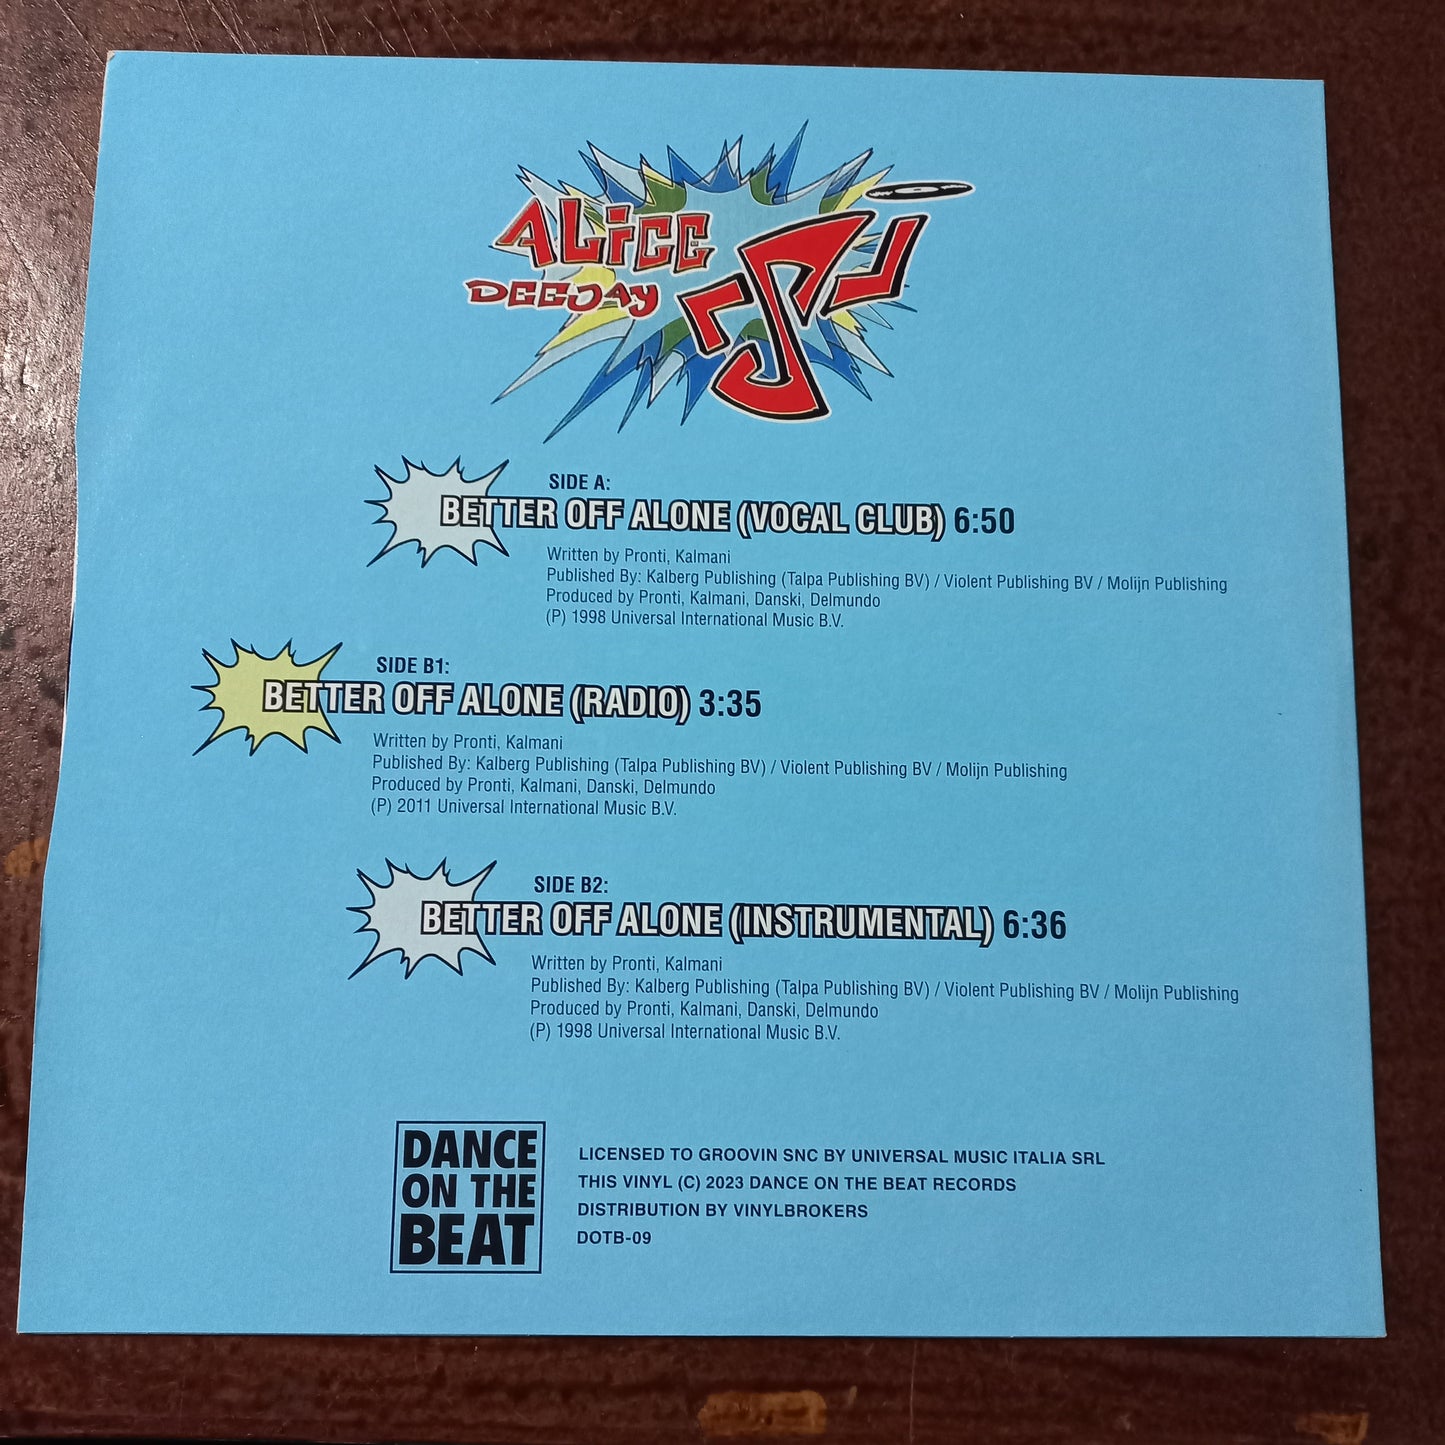 ALICE
DEEJAY
DJ
SIDE A:
BETTER OFF ALONE (VOCAL CLUB) 6:50
Written by Pronti, Kalmani
Published By: Kalberg Publishing (Talpa Publishing BV) / Violent Publishing BV / Molijn Publishing
Produced by Pronti, Kalmani, Danski, Delmundo
(P) 1998 Universal International Music B.V.
SIDE B1:
BETTER OFF ALONE (RADIO) 3:35
Written by Pronti, Kalmani
Published By: Kalberg Publishing (Talpa Publishing BV) / Violent Publishing BV / Molijn Publishing
Produced by Pronti, Kalmani, Danski, Delmundo
(P) 2011 Universal International Music B.V.
SIDE B2:
BETTER OFF ALONE (INSTRUMENTAL) 6:36
Written by Pronti, Kalmani
Published By: Kalberg Publishing (Talpa Publishing BV) / Violent Publishing BV / Molijn Publishing
Produced by Pronti, Kalmani, Danski, Delmundo
(P) 1998 Universal International Music B.V.
DANCE
ON THE
BEAT
LICENSED TO GROOVIN SNC BY UNIVERSAL MUSIC ITALIA SRL
THIS VINYL (C) 2023 DANCE ON THE BEAT RECORDS
DISTRIBUTION BY VINYLBROKERS
DOTB-09